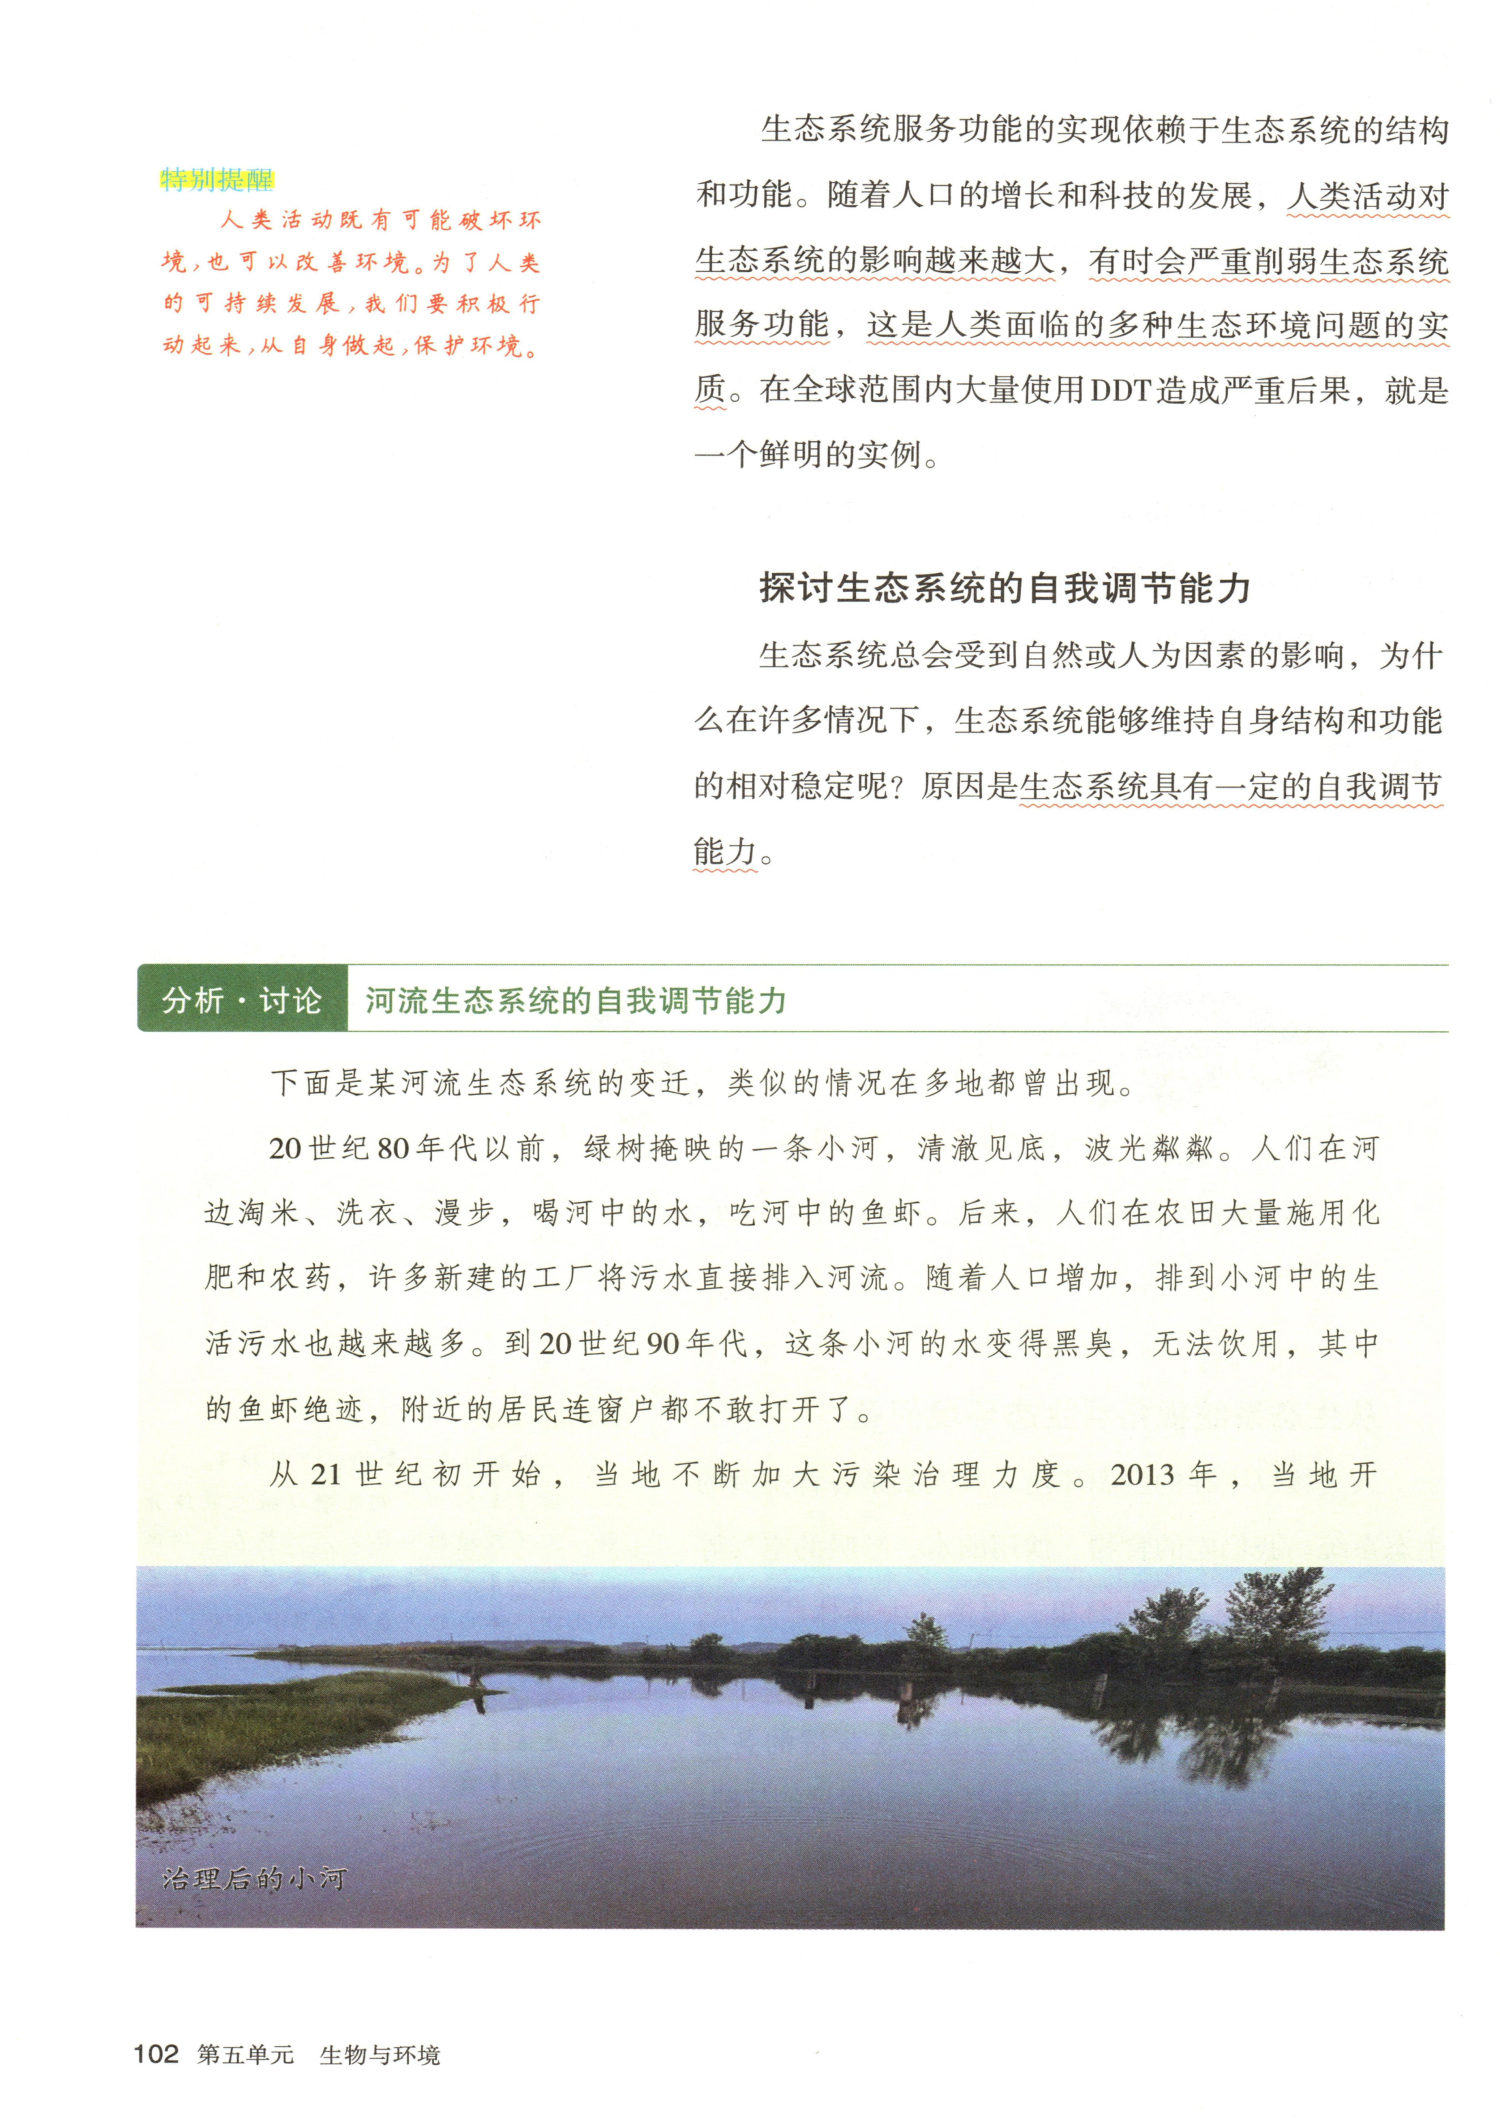 特别提醒
人类活动既有可能破坏环
境,也可以改善环境。为了人类
的可持续发展,我们要积极行
动起来,从自身做起,保护环境。
生态系统服务功能的实现依赖于生态系统的结构
和功能。随着人口的增长和科技的发展，人类活动对
生态系统的影响越来越大，有时会严重削弱生态系统
服务功能，这是人类面临的多种生态环境问题的实
质。在全球范围内大量使用DDT造成严重后果，就是
一个鲜明的实例。
探讨生态系统的自我调节能力
生态系统总会受到自然或人为因素的影响，为什
么在许多情况下，生态系统能够维持自身结构和功能
的相对稳定呢？原因是生态系统具有一定的自我调节
能力。
分析·讨论 河流生态系统的自我调节能力
下面是某河流生态系统的变迁，类似的情况在多地都曾出现。
20世纪80年代以前，绿树掩映的一条小河，清澈见底，波光粼粼。人们在河
边淘米、洗衣、漫步，喝河中的水，吃河中的鱼虾。后来，人们在农田大量施用化
肥和农药，许多新建的工厂将污水直接排入河流。随着人口增加，排到小河中的生
活污水也越来越多。到20世纪90年代，这条小河的水变得黑臭，无法饮用，其中
的鱼虾绝迹，附近的居民连窗户都不敢打开了。
从21世纪初开始，当地不断加大污染治理力度。2013年，当地开
治理后的小河
102 第五单元 生物与环境